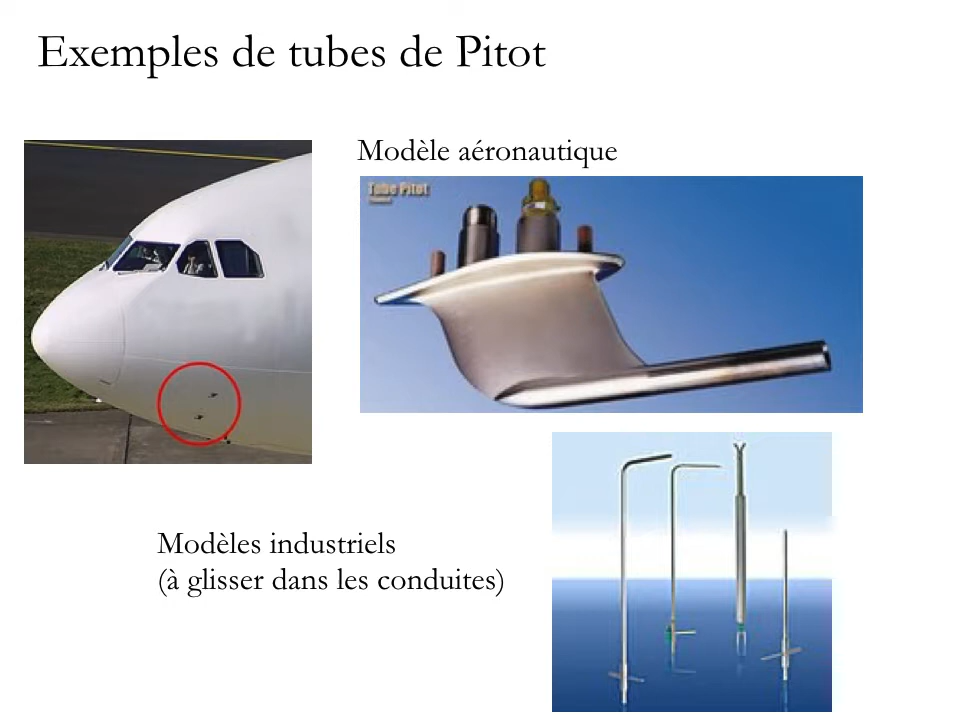 Exemples de tubes de Pitot
Modèle aéronautique
Tube Pitot
Modèles industriels
(à glisser dans les conduites)